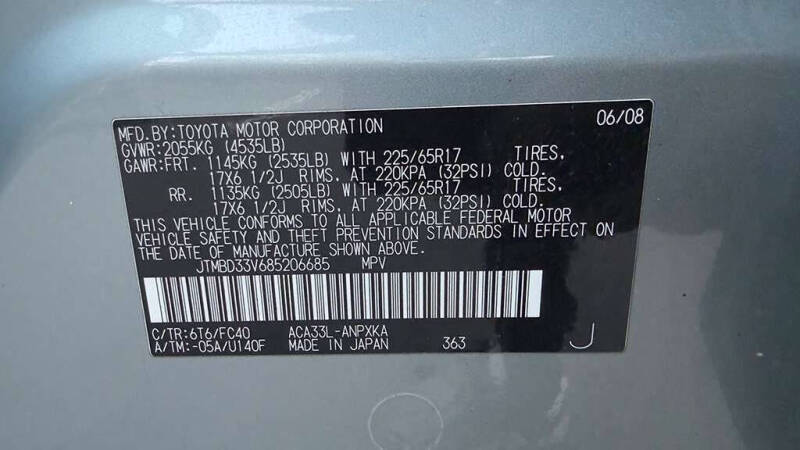 06/08
MFD.BY:TOYOTA MOTOR CORPORATION
GVWR:2055KG (4535LB)
GAWR:FRT. 1145KG (2535LB) WITH 225/65R17 TIRES,
17X6 1/2J RIMS, AT 220KPA (32PSI) COLD.
RR. 1135KG (2505LB) WITH 225/65R17 TIRES,
17X6 1/2J RIMS, AT 220KPA (32PSI) COLD.
THIS VEHICLE CONFORMS TO ALL APPLICABLE FEDERAL MOTOR
VEHICLE SAFETY AND THEFT PREVENTION STANDARDS IN EFFECT ON
THE DATE OF MANUFACTURE SHOWN ABOVE.
JTMBD33V685206685 MPV
C/TR:6T6/FC40 ACA33L-ANPXKA
A/TM:-05A/U140F MADE IN JAPAN 363 J